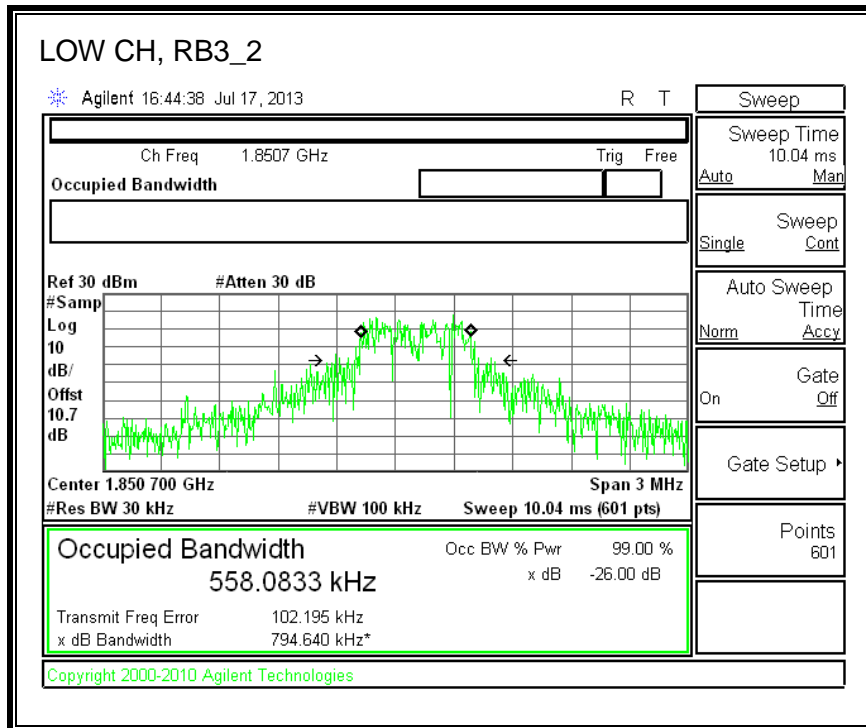 LOW CH, RB3_2
Agilent 16:44:38 Jul 17, 2013 R T
Ch Freq 1.8507 GHz Trig Free
Occupied Bandwidth
Ref 30 dBm #Atten 30 dB
#Samp
Log
10
dB/
Offst
10.7
dB
Center 1.850 700 GHz Span 3 MHz
#Res BW 30 kHz #VBW 100 kHz Sweep 10.04 ms (601 pts)
Occupied Bandwidth Occ BW % Pwr 99.00 %
558.0833 kHz x dB -26.00 dB
Transmit Freq Error 102.195 kHz
x dB Bandwidth 794.640 kHz*
Copyright 2000-2010 Agilent Technologies
Sweep
Sweep Time
10.04 ms
Auto Man
Sweep
Single Cont
Auto Sweep
Time
Norm Accy
Gate
On Off
Gate Setup
Points
601